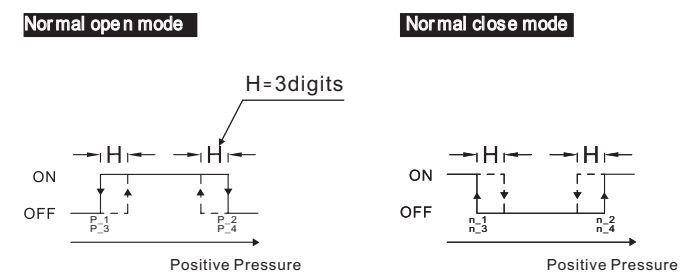 Normal open mode
Normal close mode
H=3digits
H
H
ON
OFF
P_1
P_3
P_2
P_4
Positive Pressure
H
H
ON
OFF
n_1
n_3
n_2
n_4
Positive Pressure